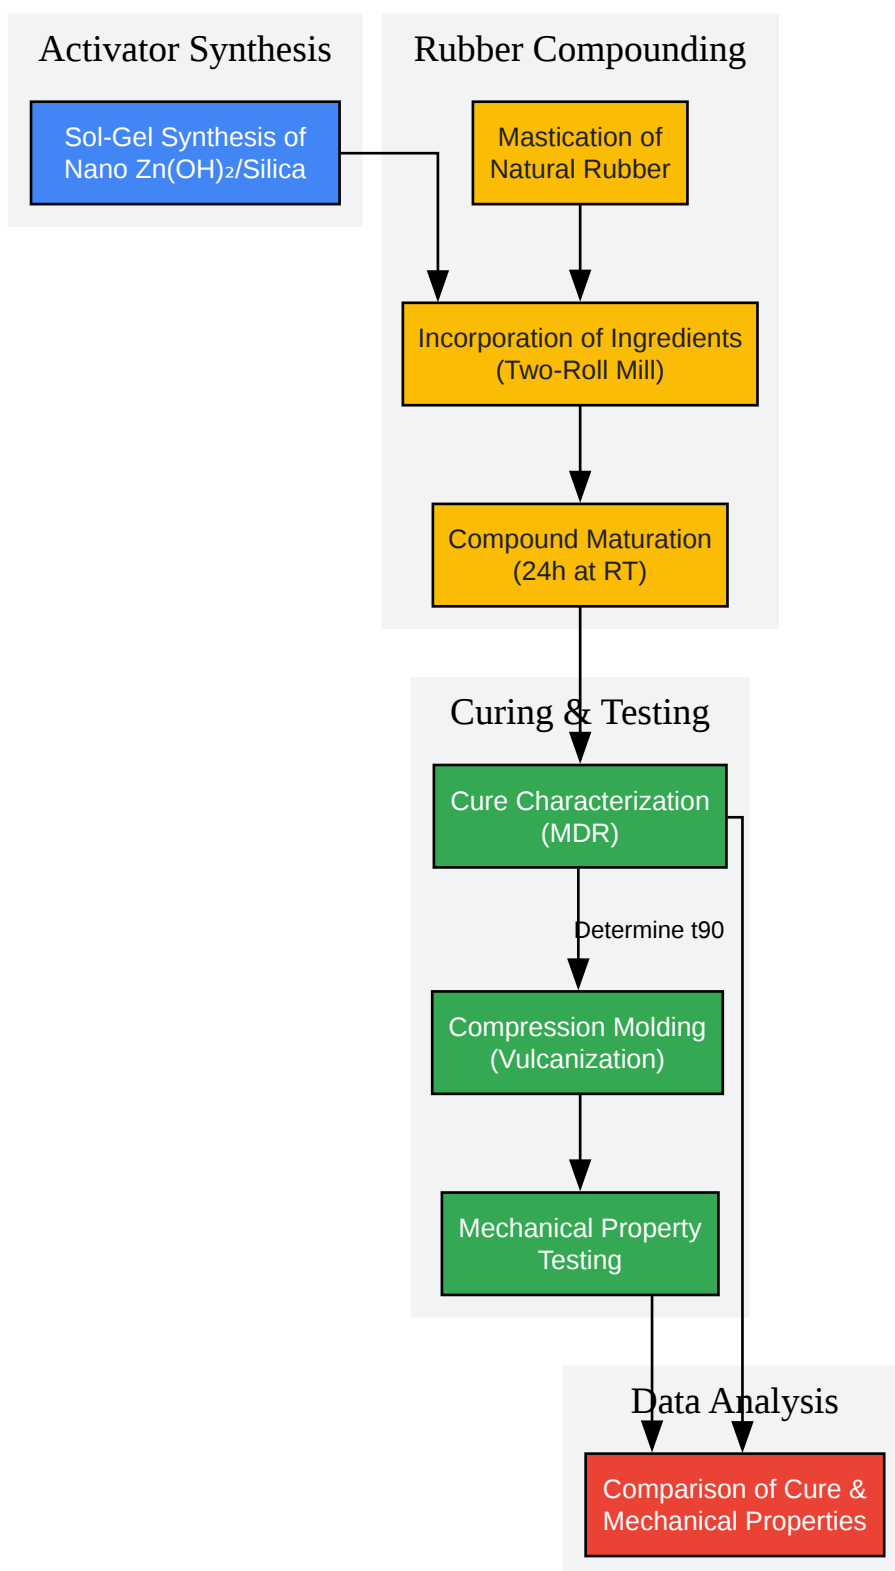 Activator Synthesis
Sol-Gel Synthesis of
Nano Zn(OH)₂/Silica
Rubber Compounding
Mastication of
Natural Rubber
Incorporation of Ingredients
(Two-Roll Mill)
Compound Maturation
(24h at RT)
Curing & Testing
Cure Characterization
(MDR)
Determine t90
Compression Molding
(Vulcanization)
Mechanical Property
Testing
Data Analysis
Comparison of Cure &
Mechanical Properties